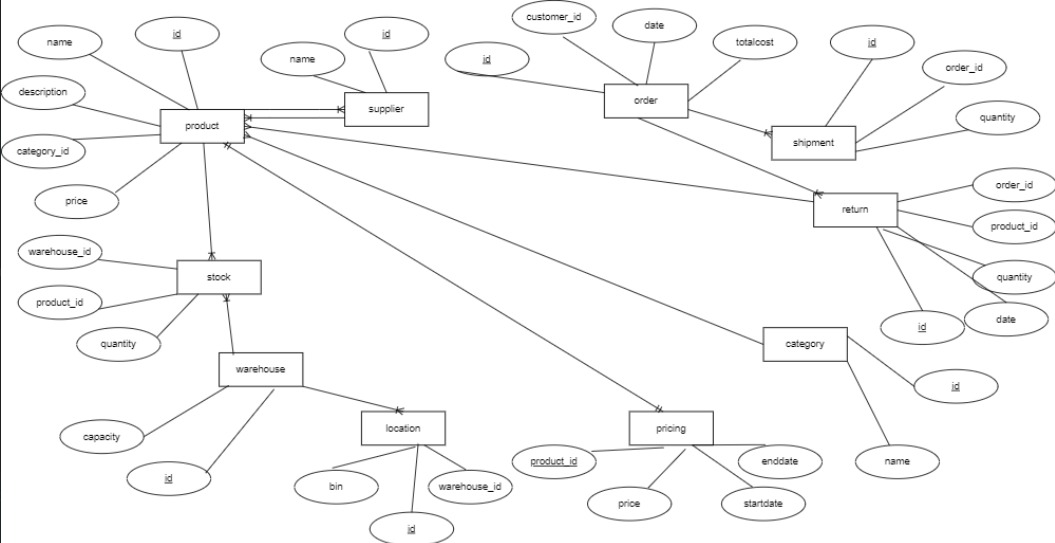 name
id
description
category_id
price
product
name
id
supplier
customer_id
date
id
totalcost
order
id
order_id
quantity
shipment
order_id
product_id
quantity
date
id
return
warehouse_id
product_id
quantity
stock
warehouse
capacity
id
location
bin
warehouse_id
id
pricing
product_id
price
startdate
enddate
category
id
name